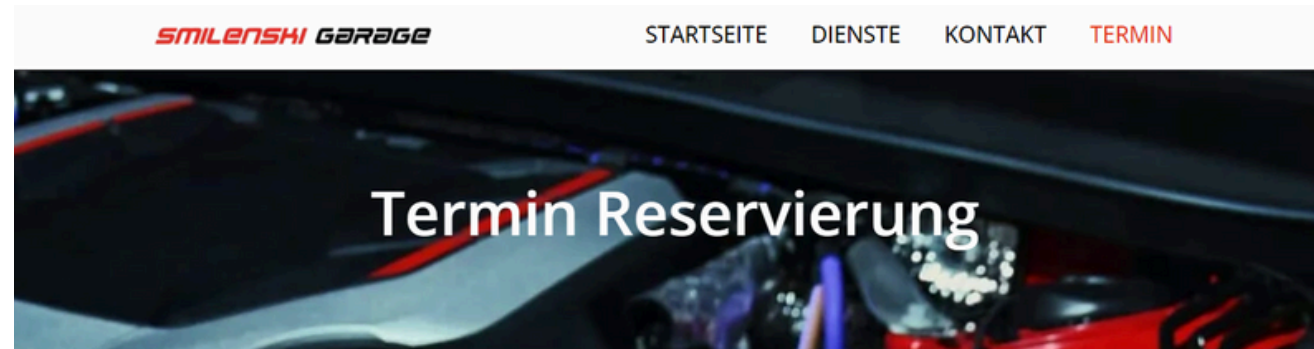 SMILENSKI GARAGE STARTSEITE DIENSTE KONTAKT TERMIN
Termin Reservierung